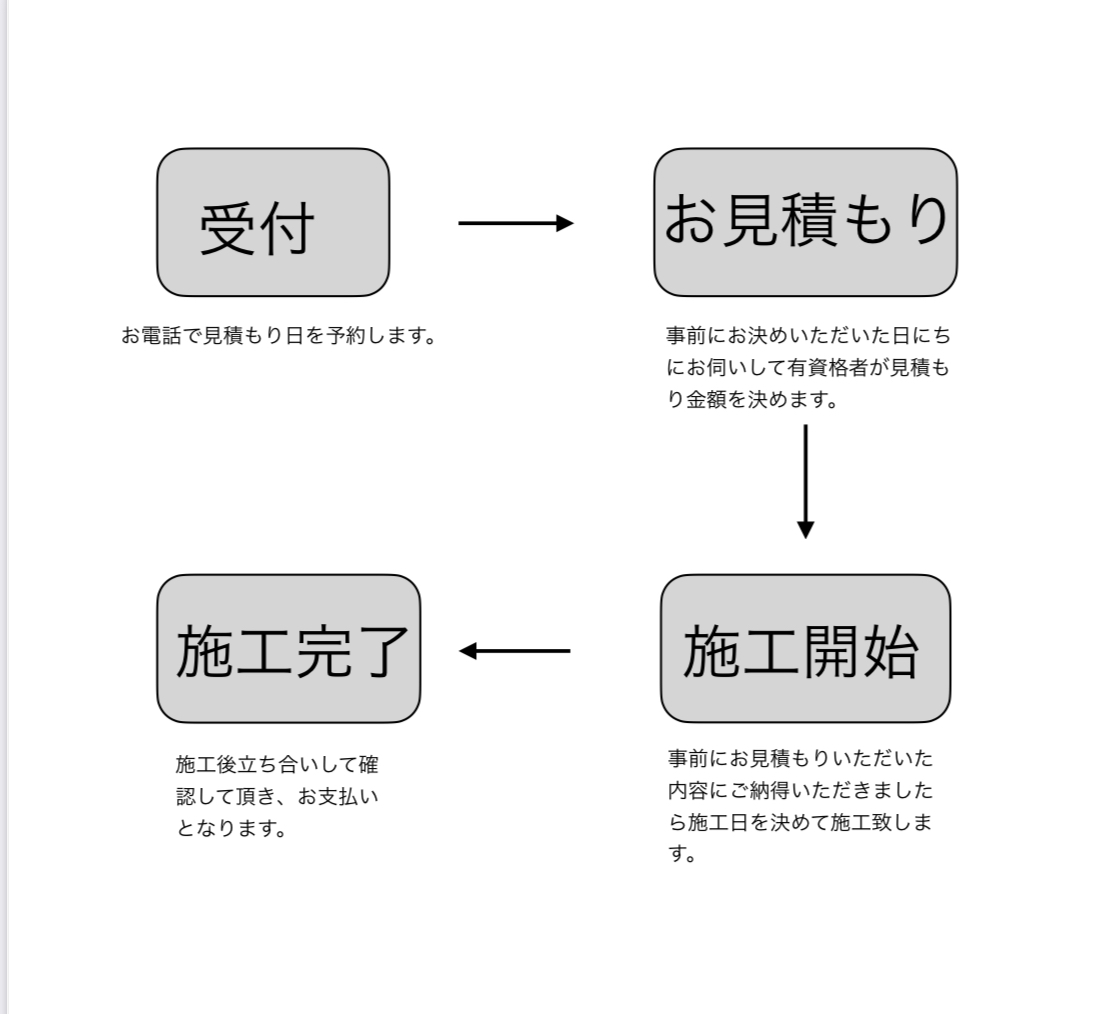 受付
お電話で見積もり日を予約します。
お見積もり
事前にお決めいただいた日にち
にお伺いして有資格者が見積も
り金額を決めます。
施工開始
事前にお見積もりいただいた
内容にご納得いただきました
ら施工日を決めて施工致しま
す。
施工完了
施工後立ち合いして確
認して頂き、お支払い
となります。